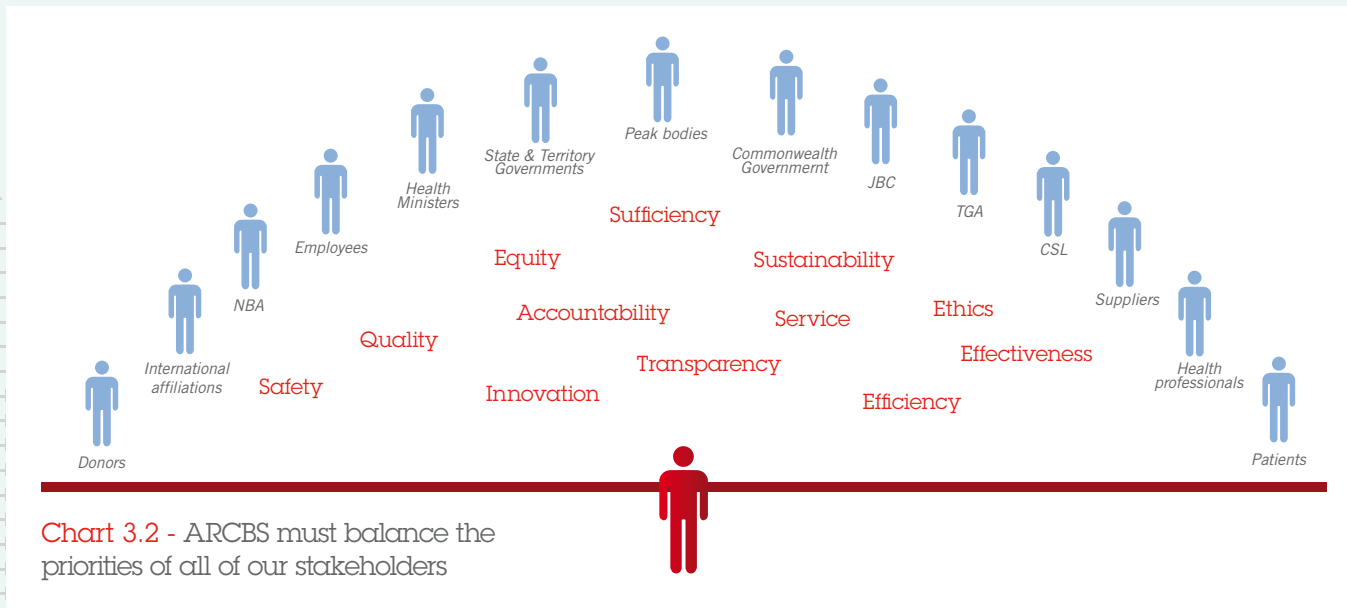 Peak bodies
State & Territory
Governments
Commonwealth
Governmernt
Health
Ministers
JBC
TGA
Employees
CSL
NBA
Suppliers
International
affiliations
Health
professionals
Donors
Patients
Sufficiency
Equity
Sustainability
Accountability
Service
Ethics
Quality
Transparency
Effectiveness
Safety
Innovation
Efficiency
Chart 3.2 - ARCBS must balance the
priorities of all of our stakeholders